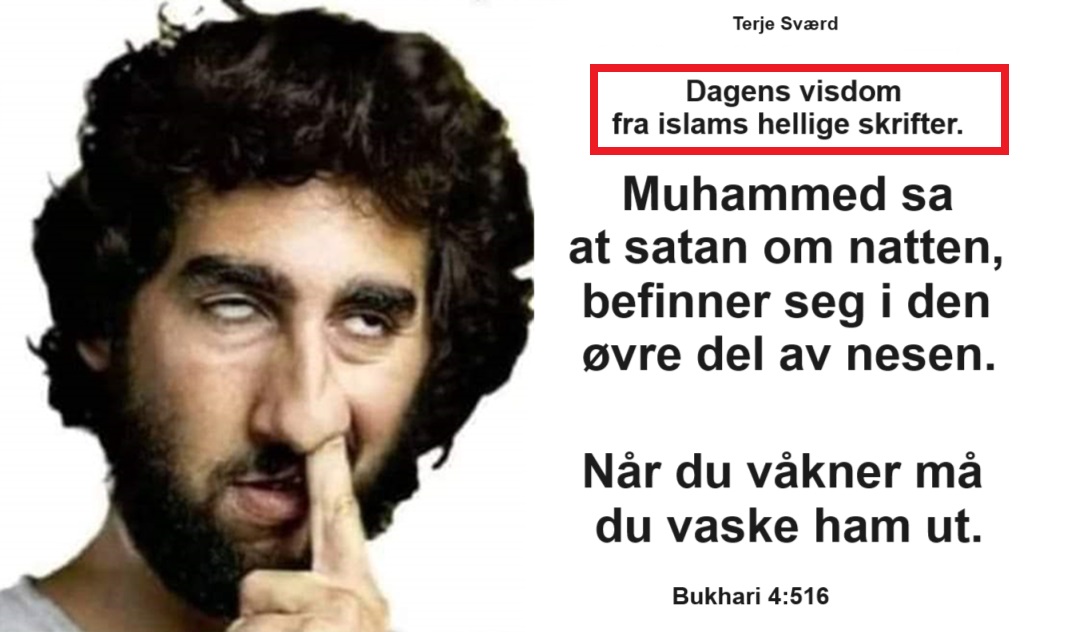 Terje Sværd
Dagens visdom
fra islams hellige skrifter.
Muhammed sa
at satan om natten,
befinner seg i den
øvre del av nesen.
Når du våkner må
du vaske ham ut.
Bukhari 4:516